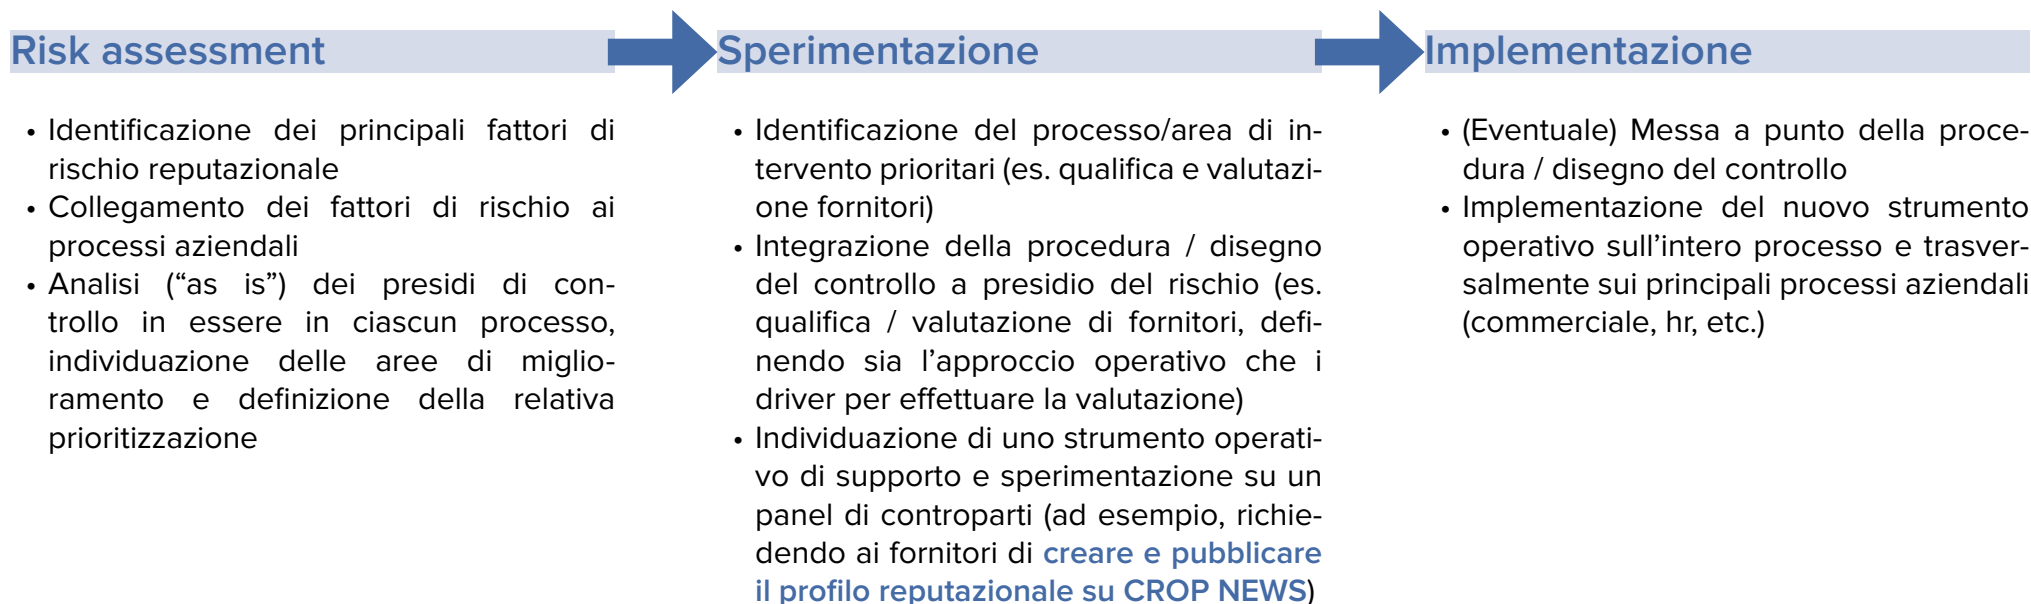 Risk assessment
• Identificazione dei principali fattori di
rischio reputazionale
• Collegamento dei fattori di rischio ai
processi aziendali
• Analisi (“as is”) dei presidi di con-
trollo in essere in ciascun processo,
individuazione delle aree di miglio-
ramento e definizione della relativa
prioritizzazione
Sperimentazione
• Identificazione del processo/area di in-
tervento prioritari (es. qualifica e valutazi-
one fornitori)
• Integrazione della procedura / disegno
del controllo a presidio del rischio (es.
qualifica / valutazione di fornitori, defi-
nendo sia l’approccio operativo che i
driver per effettuare la valutazione)
• Individuazione di uno strumento operati-
vo di supporto e sperimentazione su un
panel di controparti (ad esempio, richie-
dendo ai fornitori di creare e pubblicare
il profilo reputazionale su CROP NEWS)
Implementazione
• (Eventuale) Messa a punto della proce-
dura / disegno del controllo
• Implementazione del nuovo strumento
operativo sull’intero processo e trasver-
salmente sui principali processi aziendali
(commerciale, hr, etc.)